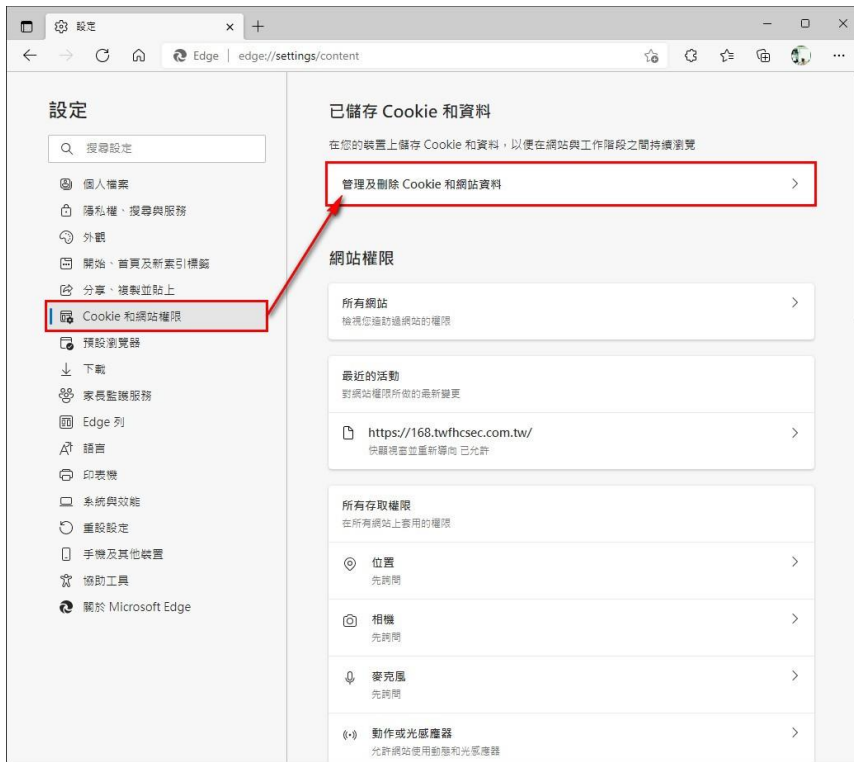 設定
Edge | edge://settings/content
設定
搜尋設定
個人檔案
隱私權、搜尋與服務
外觀
開始、首頁及新索引標籤
分享、複製並貼上
Cookie 和網站權限
預設瀏覽器
下載
家長監護服務
Edge 列
語言
印表機
系統與效能
重設設定
手機及其他裝置
協助工具
關於 Microsoft Edge
已儲存 Cookie 和資料
在您的裝置上儲存 Cookie 和資料，以便在網站與工作階段之間持續瀏覽
管理及刪除 Cookie 和網站資料
網站權限
所有網站
檢視您造訪過網站的權限
最近的活動
對網站權限所做的最新變更
https://168.twfhcsec.com.tw/
快顯視窗並重新導向 已允許
所有存取權限
在所有網站上套用的權限
位置
先詢問
相機
先詢問
麥克風
先詢問
動作或光感應器
允許網站使用動態和光感應器